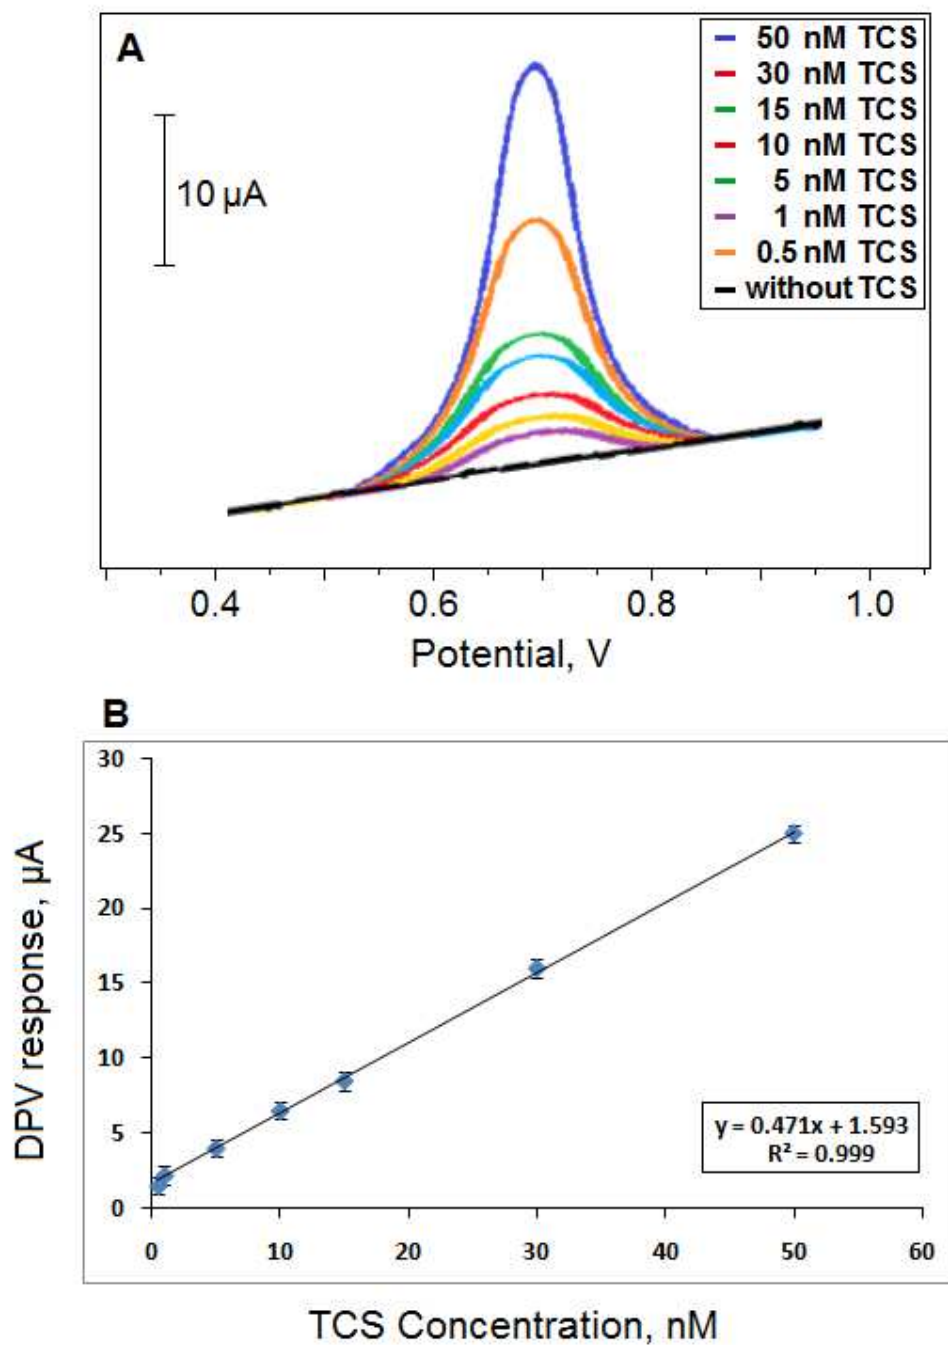 A
50 nM TCS
30 nM TCS
15 nM TCS
10 nM TCS
5 nM TCS
1 nM TCS
0.5 nM TCS
without TCS
10 µA
0.4 0.6 0.8 1.0
Potential, V
B
DPV response, µA
30
25
20
15
10
5
0
y = 0.471x + 1.593
R² = 0.999
0 10 20 30 40 50 60
TCS Concentration, nM